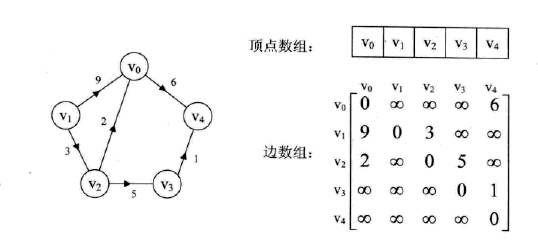 顶点数组: v0 v1 v2 v3 v4
v0
9
6
v1
2
v4
3
1
v2
5
v3
边数组:
v0 v1 v2 v3 v4
v0 0 ∞ ∞ ∞ 6
v1 9 0 3 ∞ ∞
v2 2 ∞ 0 5 ∞
v3 ∞ ∞ ∞ 0 1
v4 ∞ ∞ ∞ ∞ 0